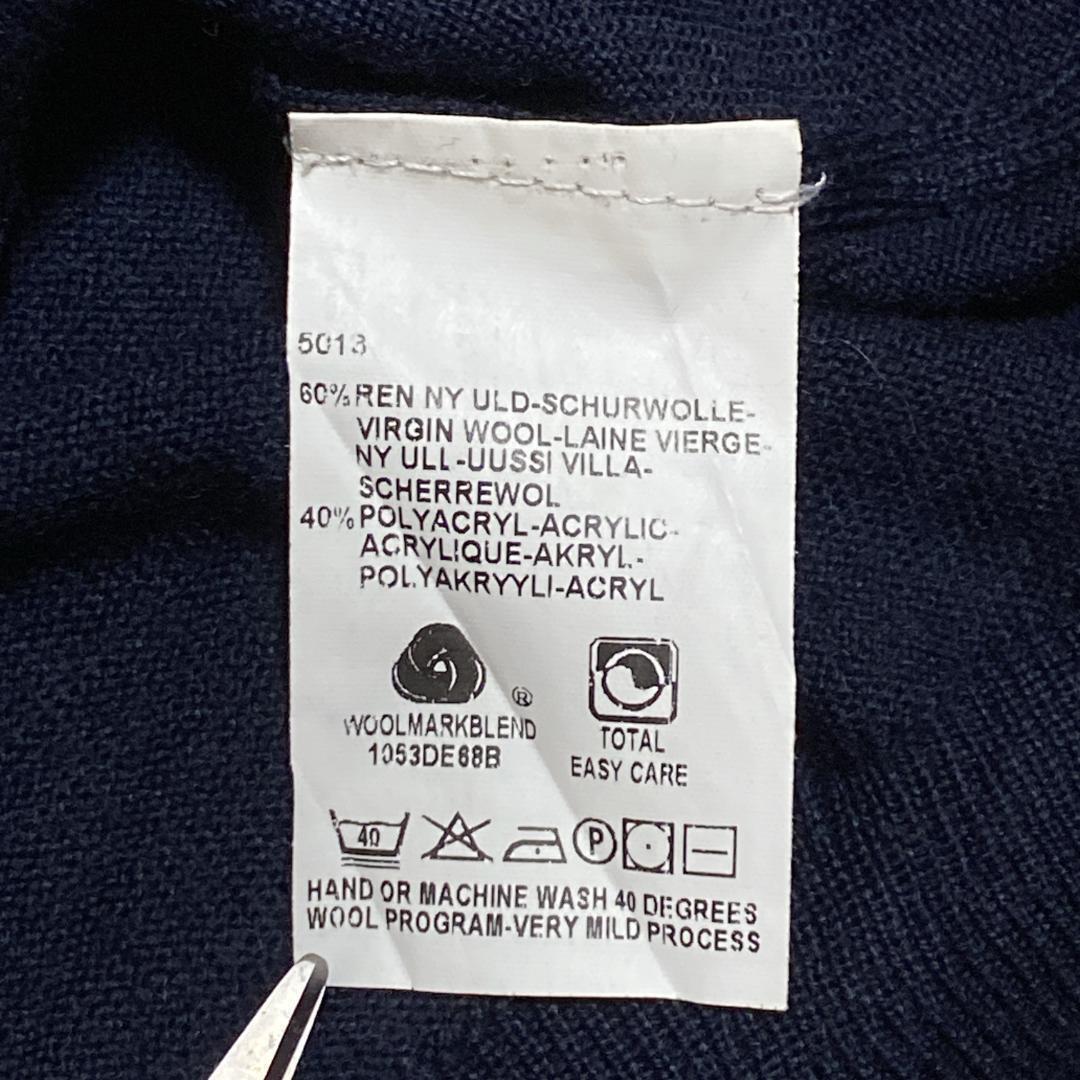 5013
60% REN NY ULD-SCHURWOLLE-
VIRGIN WOOL-LAINE VIERGE-
NY ULL-UUSSI VILLA-
SCHERREWOL
40% POLYACRYL-ACRYLIC-
ACRYLIQUE-AKRYL-
POLYAKRYYLI-ACRYL
®
WOOLMARKBLEND
1053DE68B
TOTAL
EASY CARE
40
P
HAND OR MACHINE WASH 40 DEGREES
WOOL PROGRAM-VERY MILD PROCESS